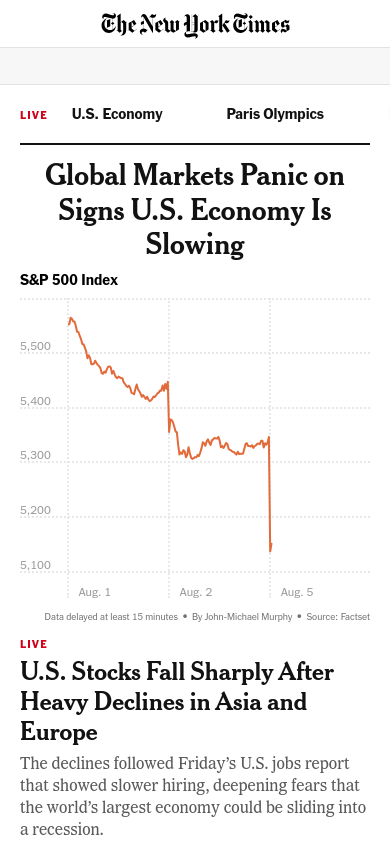 The New York Times
LIVE U.S. Economy Paris Olympics
Global Markets Panic on
Signs U.S. Economy Is
Slowing
S&P 500 Index
5,500
5,400
5,300
5,200
5,100
Aug. 1 Aug. 2 Aug. 5
Data delayed at least 15 minutes • By John-Michael Murphy • Source: Factset
LIVE
U.S. Stocks Fall Sharply After
Heavy Declines in Asia and
Europe
The declines followed Friday’s U.S. jobs report
that showed slower hiring, deepening fears that
the world’s largest economy could be sliding into
a recession.